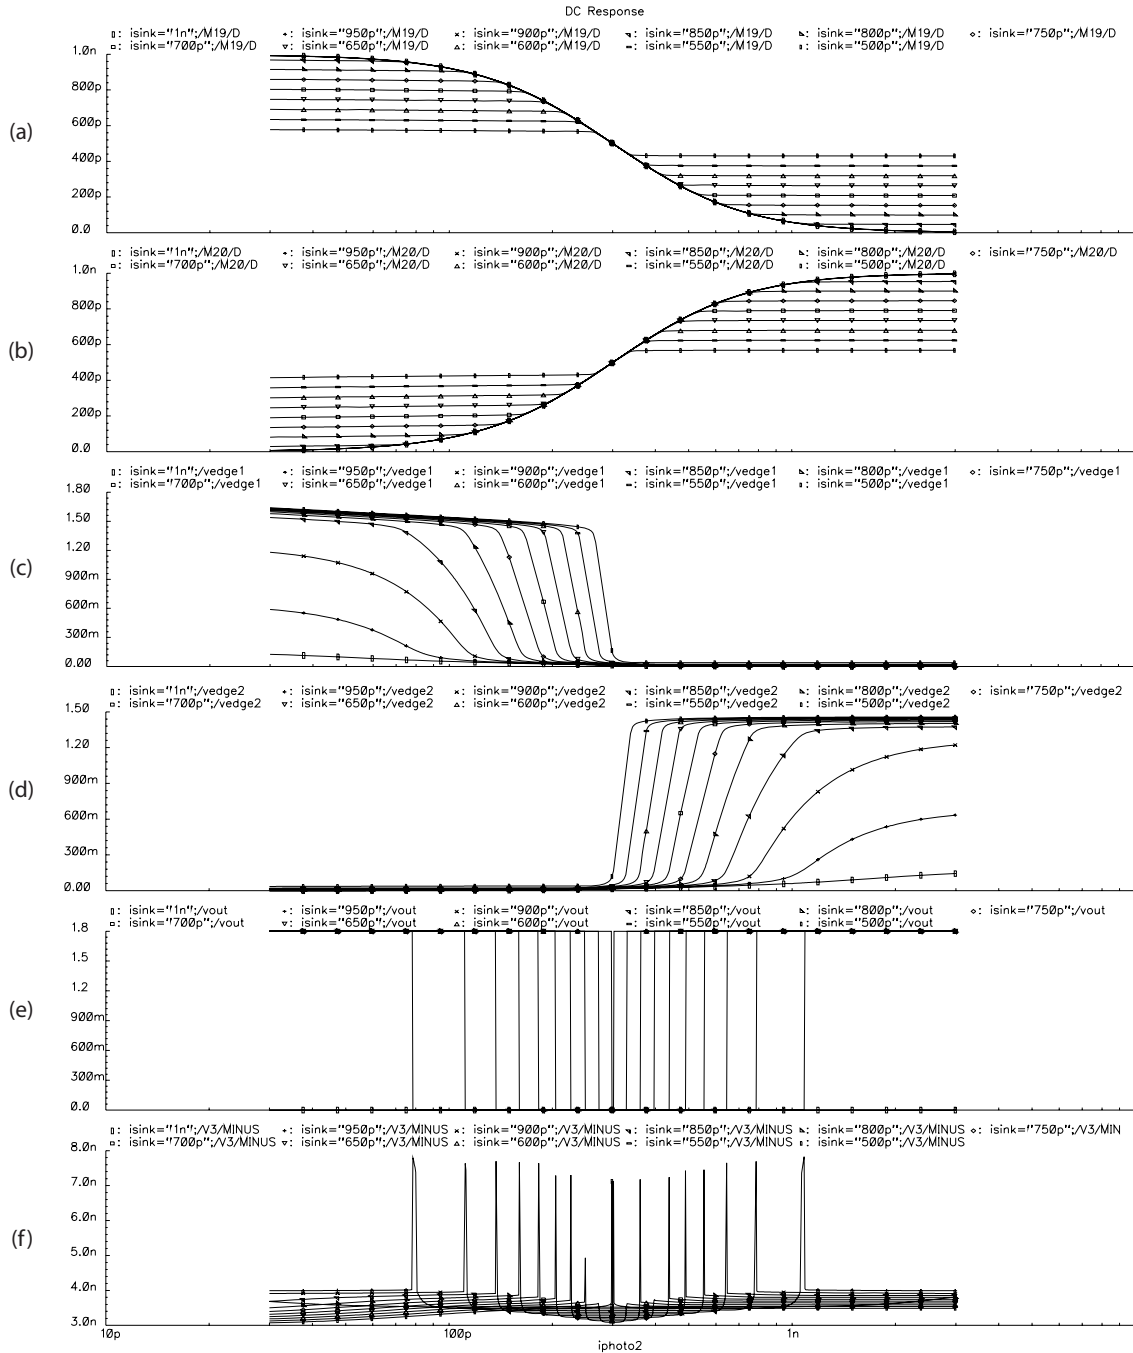 DC Response
▯: isink="1n";/M19/D  +: isink="950p";/M19/D  ×: isink="900p";/M19/D  ◂: isink="850p";/M19/D  ▸: isink="800p";/M19/D  ◇: isink="750p";/M19/D
□: isink="700p";/M19/D  ▿: isink="650p";/M19/D  △: isink="600p";/M19/D  -: isink="550p";/M19/D  ▯: isink="500p";/M19/D
1.0n
800p
(a)
600p
400p
200p
0.0
▯: isink="1n";/M20/D  +: isink="950p";/M20/D  ×: isink="900p";/M20/D  ◂: isink="850p";/M20/D  ▸: isink="800p";/M20/D  ◇: isink="750p";/M20/D
□: isink="700p";/M20/D  ▿: isink="650p";/M20/D  △: isink="600p";/M20/D  -: isink="550p";/M20/D  ▯: isink="500p";/M20/D
1.0n
800p
(b)
600p
400p
200p
0.0
▯: isink="1n";/vedge1  +: isink="950p";/vedge1  ×: isink="900p";/vedge1  ◂: isink="850p";/vedge1  ▸: isink="800p";/vedge1  ◇: isink="750p";/vedge1
□: isink="700p";/vedge1  ▿: isink="650p";/vedge1  △: isink="600p";/vedge1  -: isink="550p";/vedge1  ▯: isink="500p";/vedge1
1.80
1.50
1.20
(c)
900m
600m
300m
0.00
▯: isink="1n";/vedge2  +: isink="950p";/vedge2  ×: isink="900p";/vedge2  ◂: isink="850p";/vedge2  ▸: isink="800p";/vedge2  ◇: isink="750p";/vedge2
□: isink="700p";/vedge2  ▿: isink="650p";/vedge2  △: isink="600p";/vedge2  -: isink="550p";/vedge2  ▯: isink="500p";/vedge2
1.50
1.20
(d)
900m
600m
300m
0.00
▯: isink="1n";/vout  +: isink="950p";/vout  ×: isink="900p";/vout  ◂: isink="850p";/vout  ▸: isink="800p";/vout  ◇: isink="750p";/vout
□: isink="700p";/vout  ▿: isink="650p";/vout  △: isink="600p";/vout  -: isink="550p";/vout  ▯: isink="500p";/vout
1.8
1.5
1.2
(e)
900m
600m
300m
0.0
▯: isink="1n";/V3/MINUS  +: isink="950p";/V3/MINUS  ×: isink="900p";/V3/MINUS  ◂: isink="850p";/V3/MINUS  ▸: isink="800p";/V3/MINUS  ◇: isink="750p";/V3/MIN
□: isink="700p";/V3/MINUS  ▿: isink="650p";/V3/MINUS  △: isink="600p";/V3/MINUS  -: isink="550p";/V3/MINUS  ▯: isink="500p";/V3/MINUS
8.0n
7.0n
6.0n
(f)
5.0n
4.0n
3.0n
10p  100p  1n
iphoto2